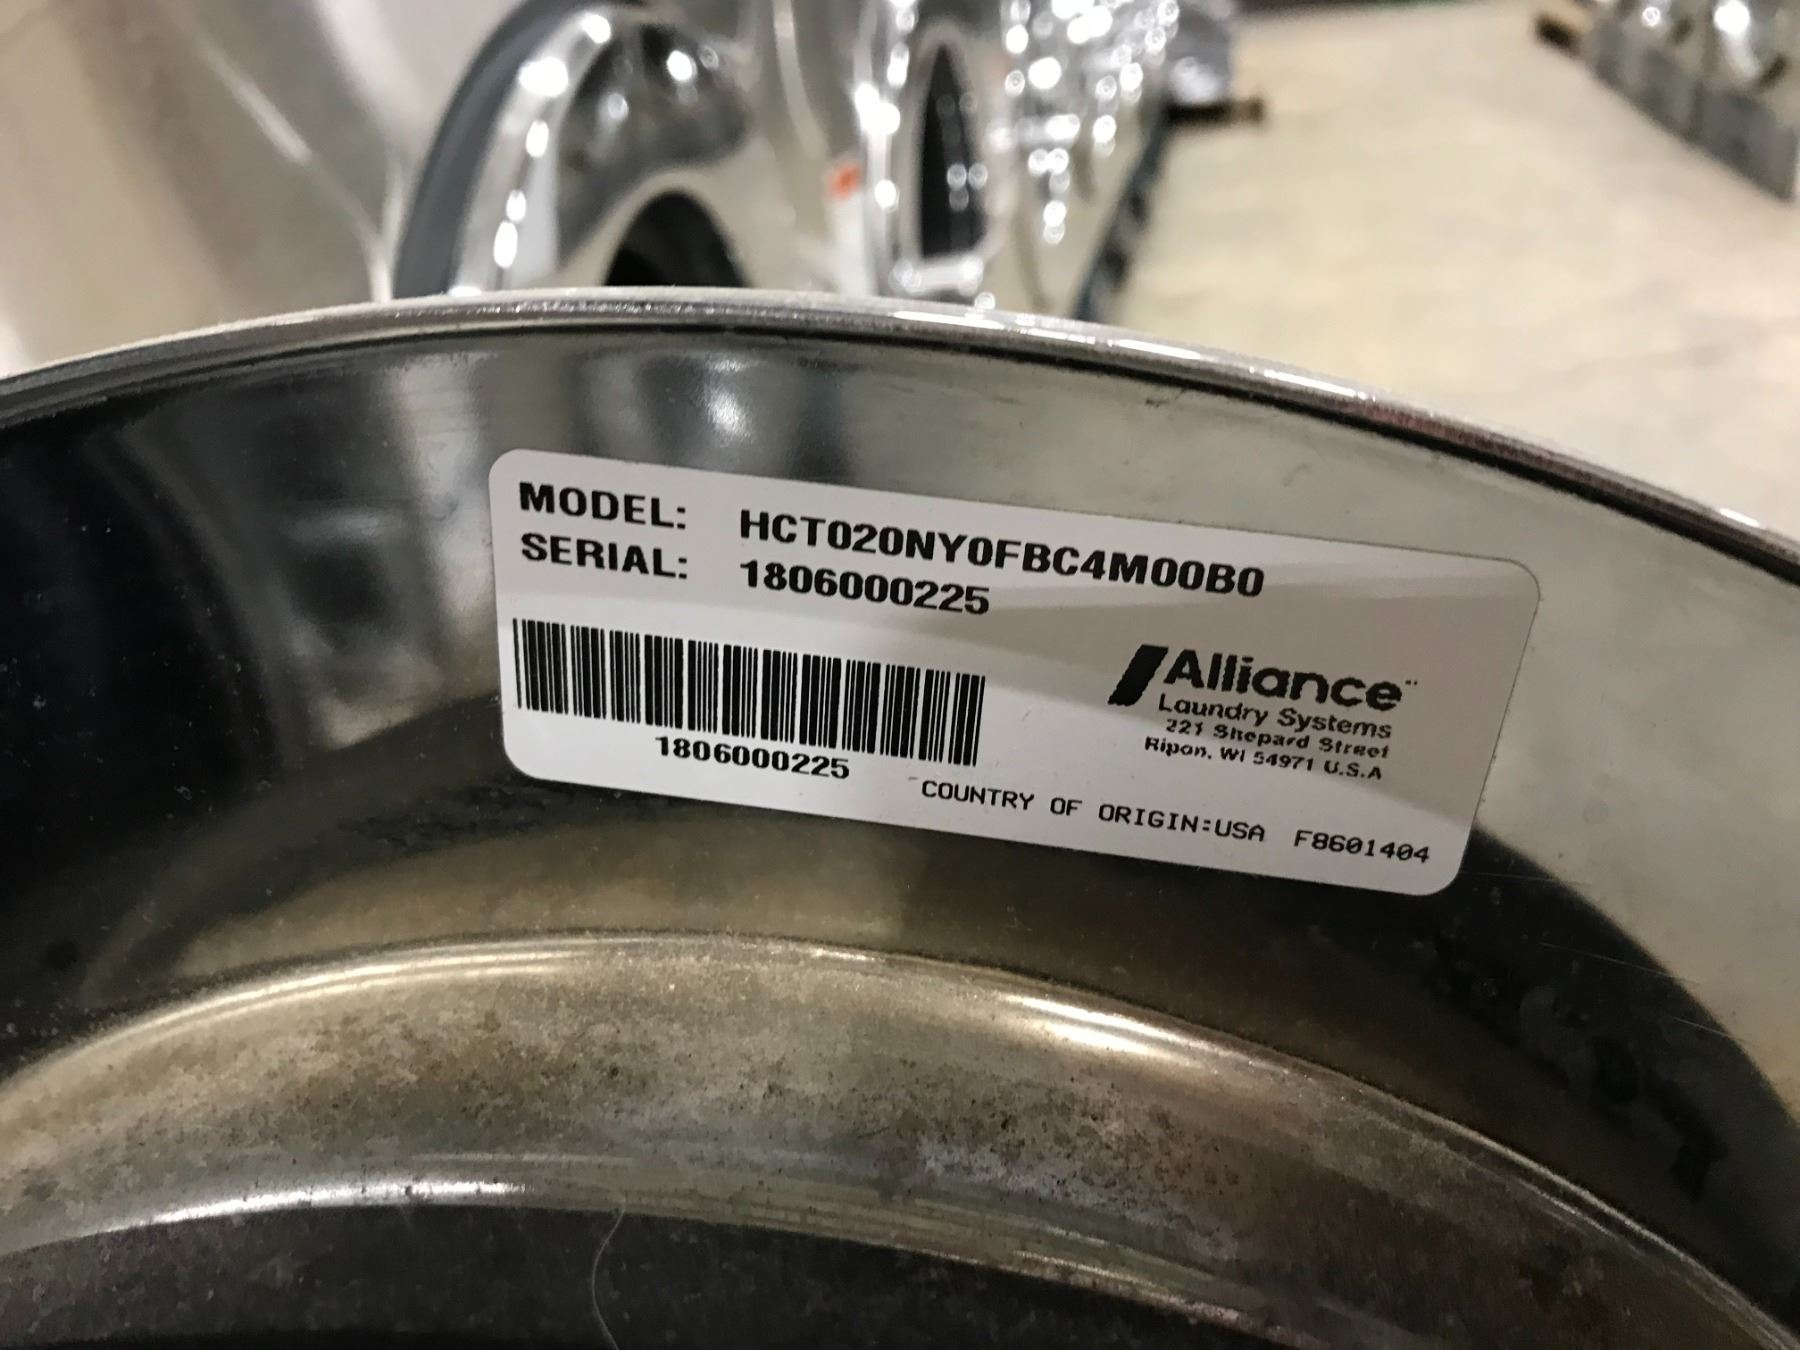 MODEL: HCT020NY0FBC4M00B0
SERIAL: 1806000225
1806000225
Alliance
Laundry Systems
221 Shepard Street
Ripon, WI 54971 U.S.A
COUNTRY OF ORIGIN:USA F8601404